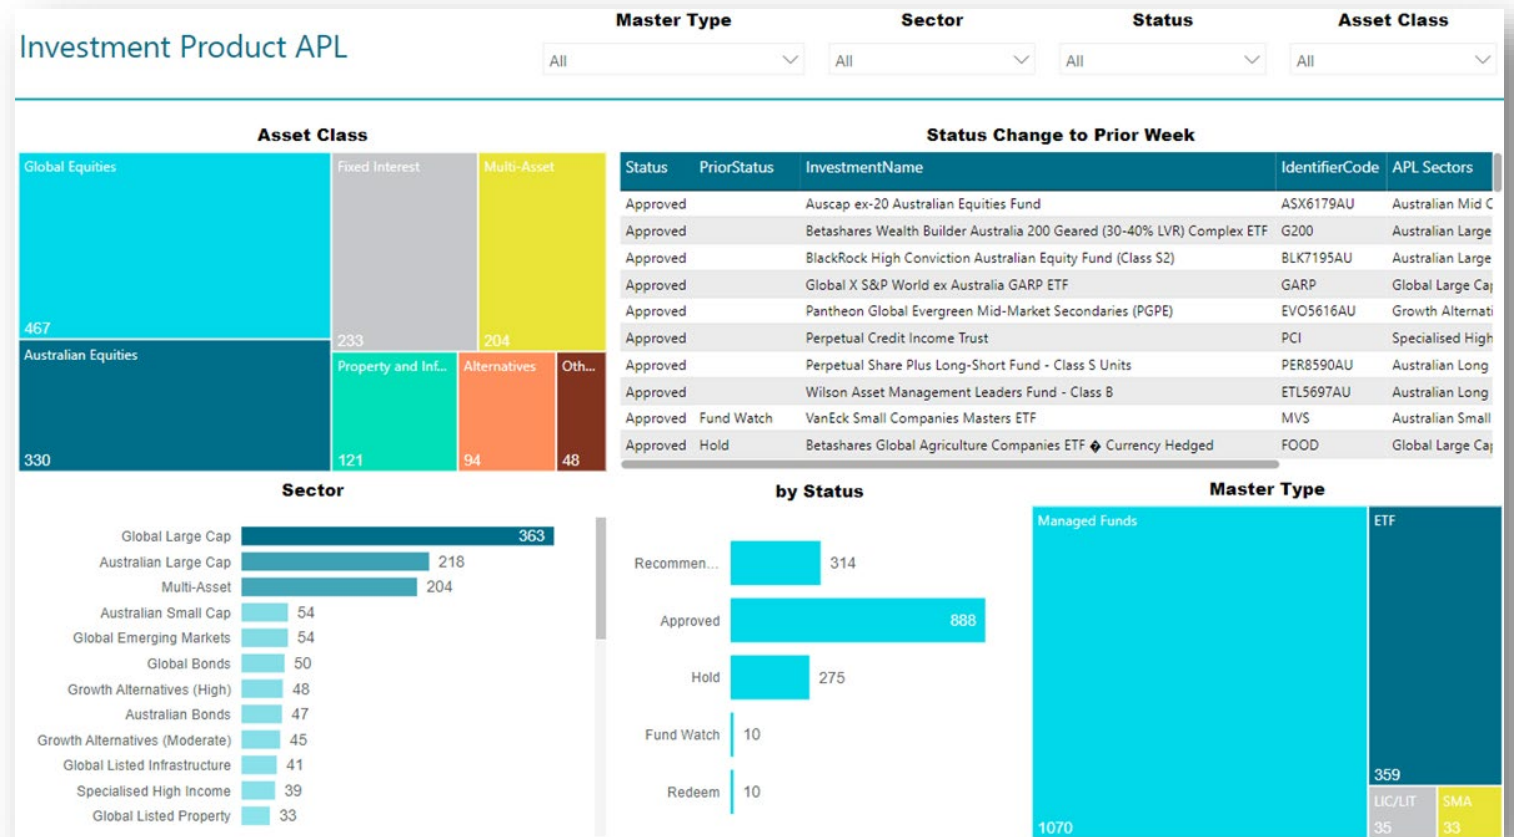 Investment Product APL
Master Type Sector Status Asset Class
All All All All
Asset Class
Global Equities Fixed Interest Multi-Asset
467 233 204
Australian Equities Property and Inf... Alternatives Oth...
330 121 94 48
Status Change to Prior Week
Status PriorStatus InvestmentName IdentifierCode APL Sectors
Approved Auscap ex-20 Australian Equities Fund ASX6179AU Australian Mid C
Approved Betashares Wealth Builder Australia 200 Geared (30-40% LVR) Complex ETF G200 Australian Large
Approved BlackRock High Conviction Australian Equity Fund (Class S2) BLK7195AU Australian Large
Approved Global X S&P World ex Australia GARP ETF GARP Global Large Cap
Approved Pantheon Global Evergreen Mid-Market Secondaries (PGPE) EVO5616AU Growth Alternati
Approved Perpetual Credit Income Trust PCI Specialised High
Approved Perpetual Share Plus Long-Short Fund - Class S Units PER8590AU Australian Long
Approved Wilson Asset Management Leaders Fund - Class B ETL5697AU Australian Long
Approved Fund Watch VanEck Small Companies Masters ETF MVS Australian Small
Approved Hold Betashares Global Agriculture Companies ETF � Currency Hedged FOOD Global Large Cap
Sector
Global Large Cap 363
Australian Large Cap 218
Multi-Asset 204
Australian Small Cap 54
Global Emerging Markets 54
Global Bonds 50
Growth Alternatives (High) 48
Australian Bonds 47
Growth Alternatives (Moderate) 45
Global Listed Infrastructure 41
Specialised High Income 39
Global Listed Property 33
by Status
Recommen... 314
Approved 888
Hold 275
Fund Watch 10
Redeem 10
Master Type
Managed Funds ETF
359
LIC/LIT SMA
1070 35 33